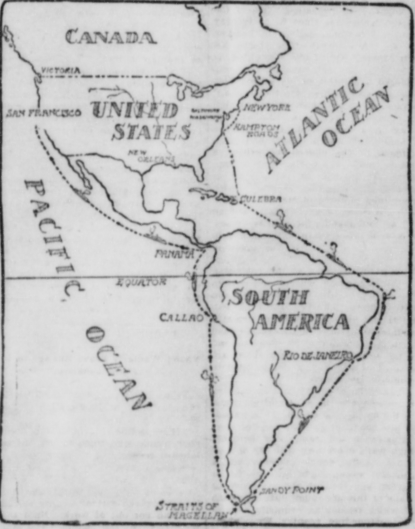 CANADA
VICTORIA
SAN FRANCISCO
UNITED
STATES
NEW YORK
HAMPTON
ROADS
NEW
ORLEANS
ATLANTIC
OCEAN
CULEBRA
PACIFIC
OCEAN
PANAMA
EQUATOR
CALLAO
SOUTH
AMERICA
RIO DE JANEIRO
SANDY POINT
STRAITS OF
MAGELLAN